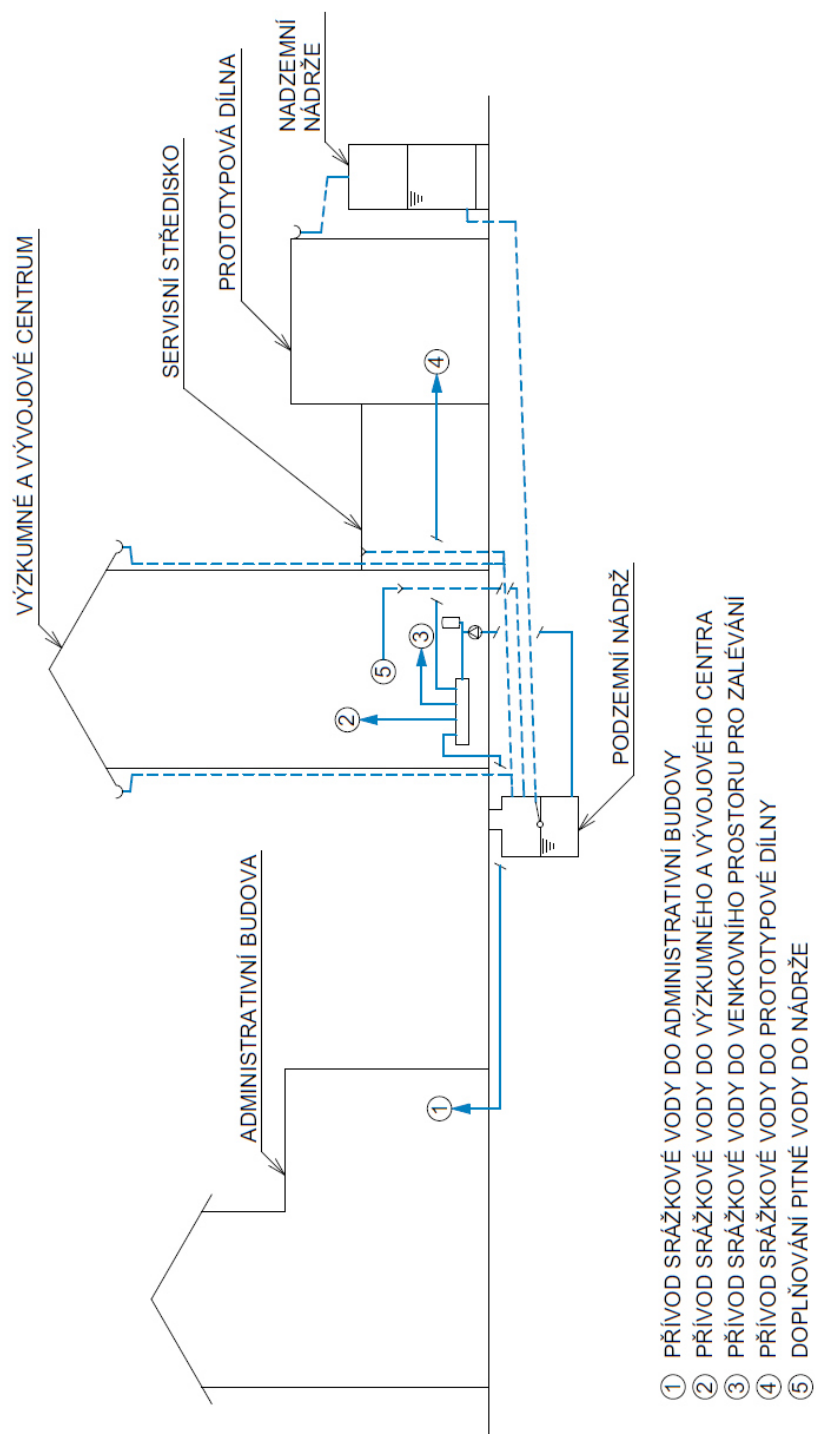 VÝZKUMNÉ A VÝVOJOVÉ CENTRUM
SERVISNÍ STŘEDISKO
PROTOTYPOVÁ DÍLNA
NADZEMNÍ
NÁDRŽE
ADMINISTRATIVNÍ BUDOVA
PODZEMNÍ NÁDRŽ
1
2
3
4
5
1 PŘÍVOD SRÁŽKOVÉ VODY DO ADMINISTRATIVNÍ BUDOVY
2 PŘÍVOD SRÁŽKOVÉ VODY DO VÝZKUMNÉHO A VÝVOJOVÉHO CENTRA
3 PŘÍVOD SRÁŽKOVÉ VODY DO VENKOVNÍHO PROSTORU PRO ZALÉVÁNÍ
4 PŘÍVOD SRÁŽKOVÉ VODY DO PROTOTYPOVÉ DÍLNY
5 DOPLŇOVÁNÍ PITNÉ VODY DO NÁDRŽE